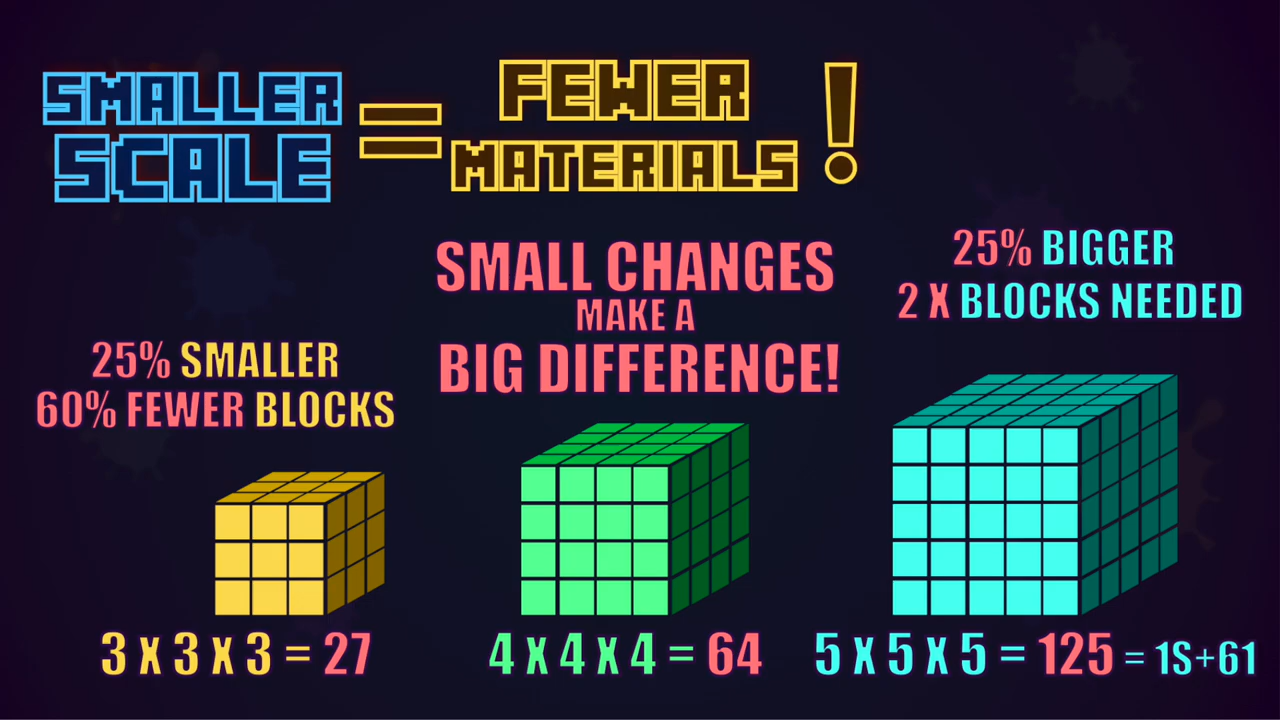 SMALLER
SCALE
=
FEWER
MATERIALS
!
SMALL CHANGES
MAKE A
BIG DIFFERENCE!
25% BIGGER
2 X BLOCKS NEEDED
25% SMALLER
60% FEWER BLOCKS
3 X 3 X 3 = 27
4 X 4 X 4 = 64
5 X 5 X 5 = 125 = 1S+61